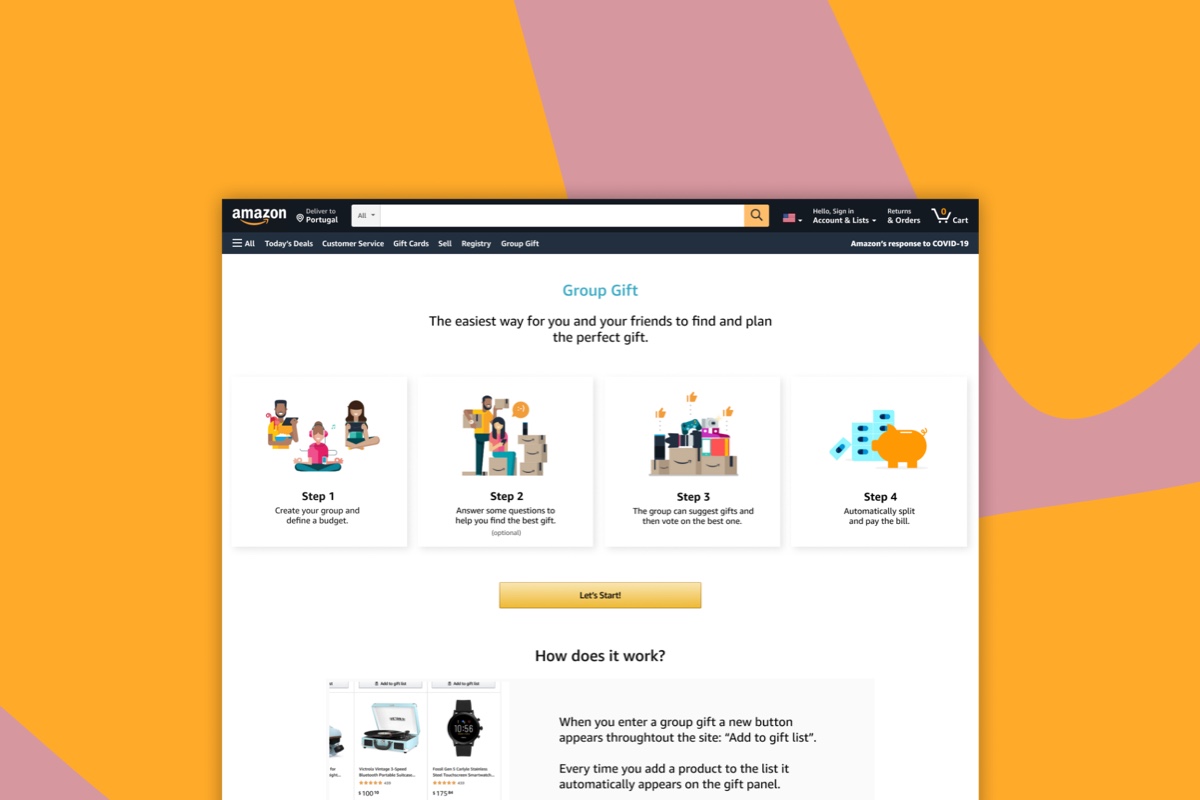 amazon
Deliver to
Portugal
All
Hello, Sign in
Account & Lists
Returns
& Orders
0
Cart
All
Today's Deals
Customer Service
Gift Cards
Sell
Registry
Group Gift
Amazon's response to COVID-19
Group Gift
The easiest way for you and your friends to find and plan
the perfect gift.
Step 1
Create your group and
define a budget.
Step 2
Answer some questions to
help you find the best gift.
(optional)
Step 3
The group can suggest gifts and
then vote on the best one.
Step 4
Automatically split
and pay the bill.
Let's Start!
How does it work?
Add to gift list
Add to gift list
VICTROLA
10:56
Victrola Vintage 3-Speed
Bluetooth Portable Suitcase...
Fossil Gen 5 Carlyle Stainless
Steel Touchscreen Smartwatch...
$100
$175
When you enter a group gift a new button
appears throughtout the site: “Add to gift list”.
Every time you add a product to the list it
automatically appears on the gift panel.